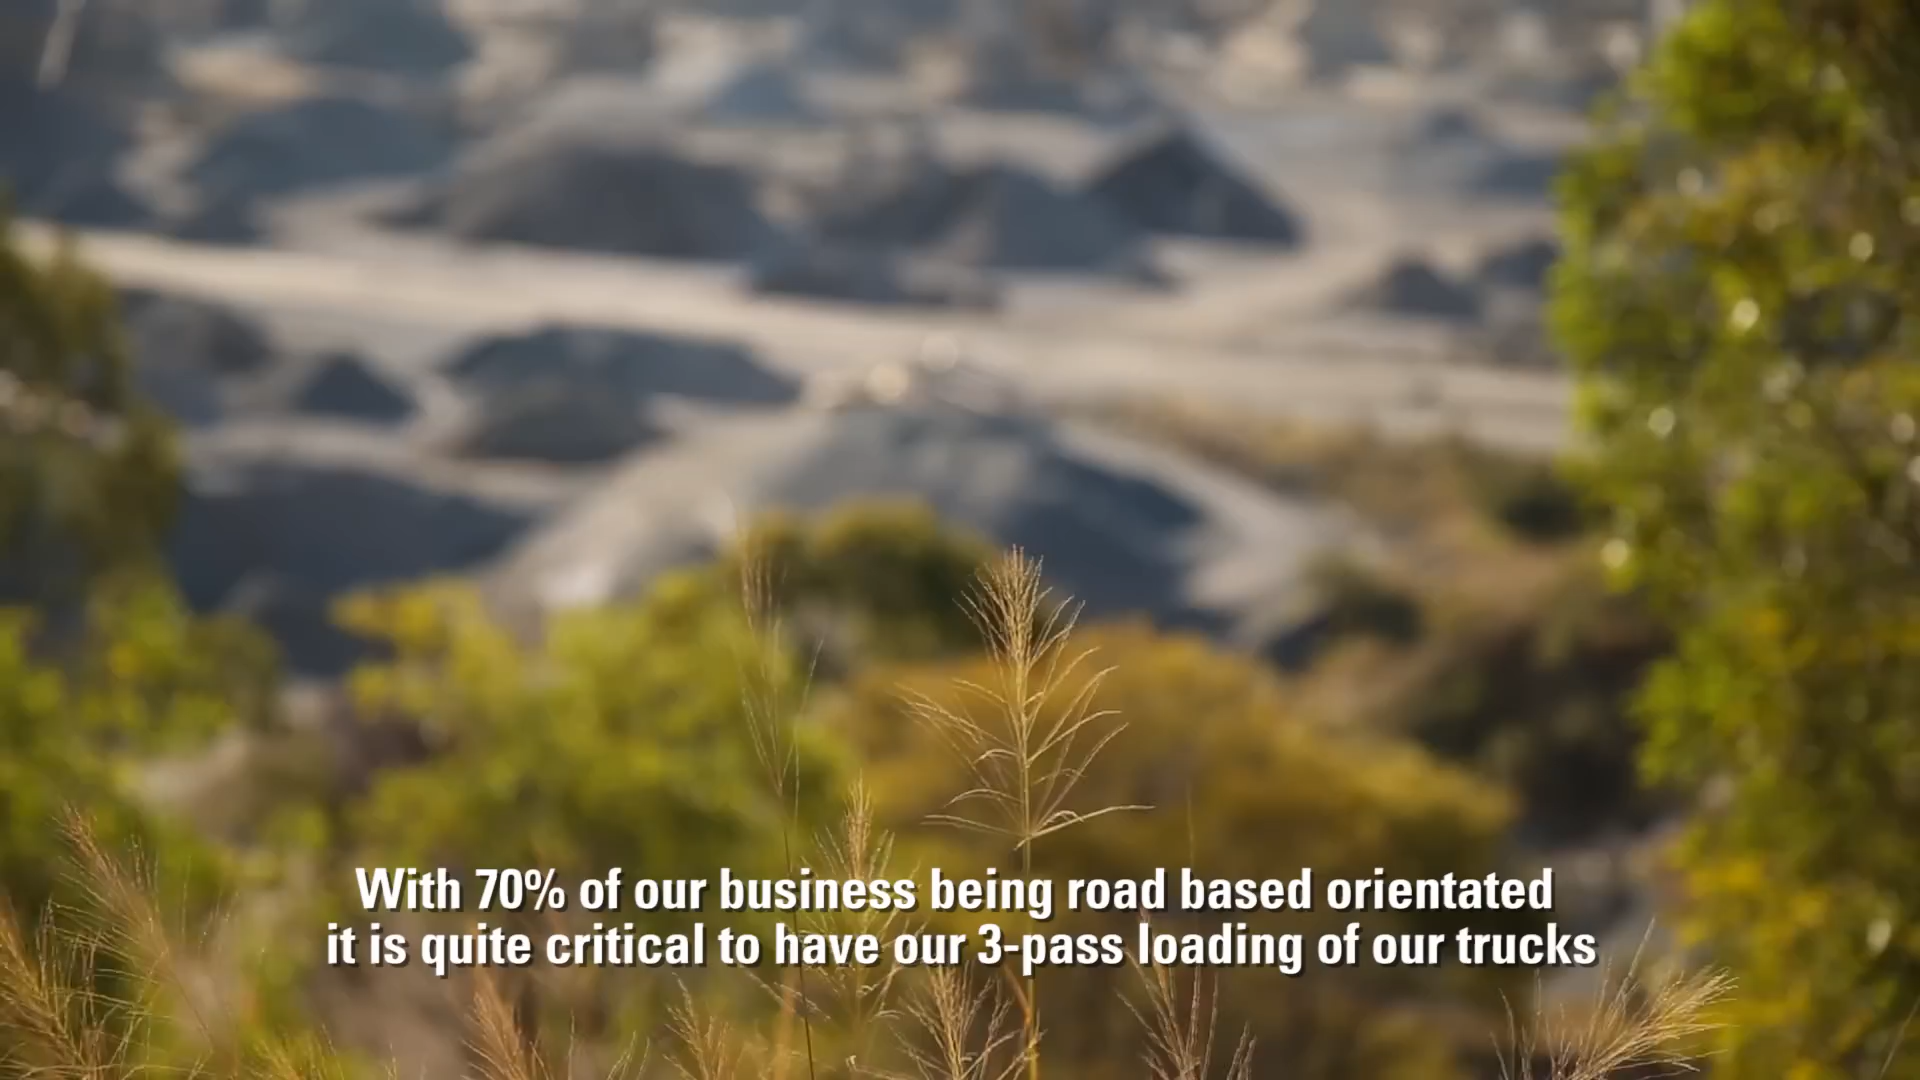 With 70% of our business being road based orientated
it is quite critical to have our 3-pass loading of our trucks